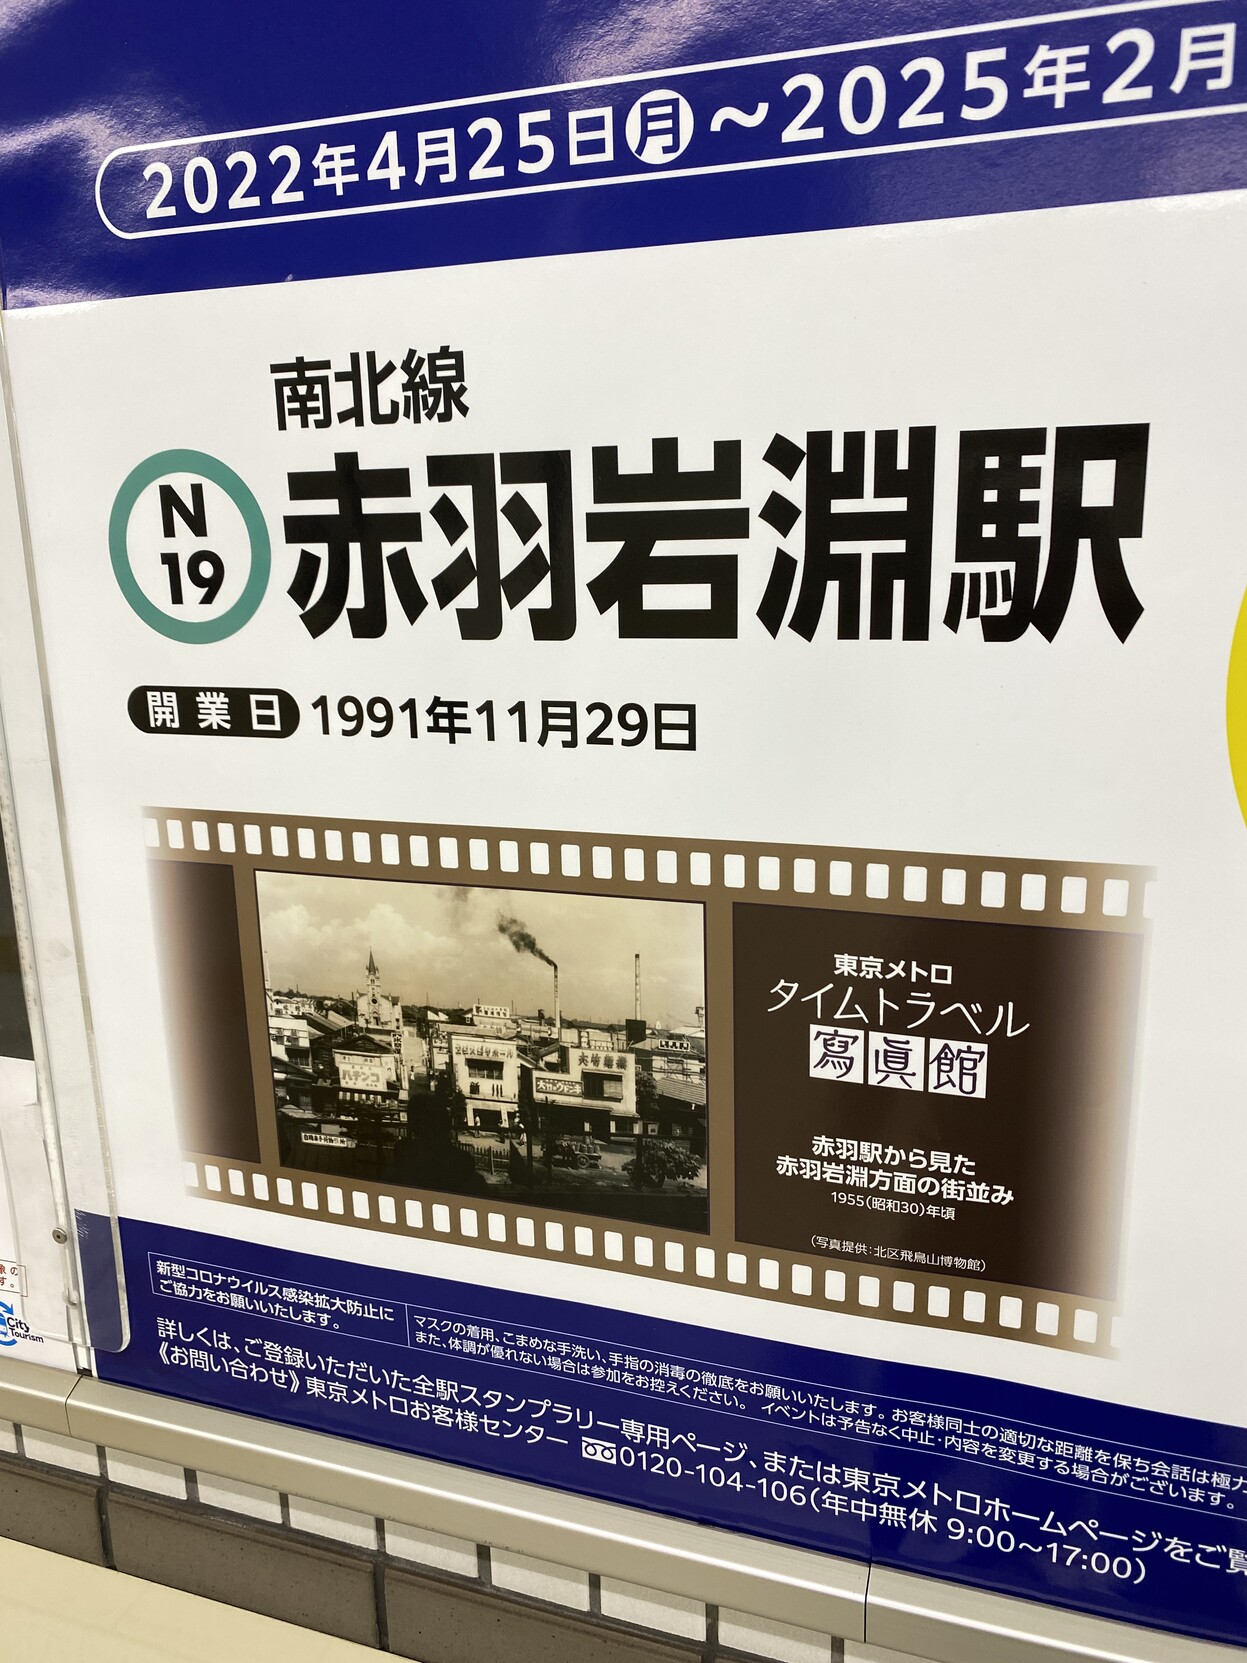 2022年4月25日㊊～2025年2月
南北線
N
19
赤羽岩淵駅
開業日 1991年11月29日
東京メトロ
タイムトラベル
寫眞館
パチンコ
赤羽駅から見た
赤羽岩淵方面の街並み
1955(昭和30)年頃
(写真提供:北区飛鳥山博物館)
新型コロナウイルス感染拡大防止に
ご協力をお願いいたします。
マスクの着用、こまめな手洗い、手指の消毒の徹底をお願いいたします。お客様同士の適切な距離を保ち会話は極力
また、体調が優れない場合は参加をお控えください。 イベントは予告なく中止・内容を変更する場合がございます。
詳しくは、ご登録いただいた全駅スタンプラリー専用ページ、または東京メトロホームページをご覧
《お問い合わせ》東京メトロお客様センター 0120-104-106(年中無休 9:00～17:00)
City
Tourism